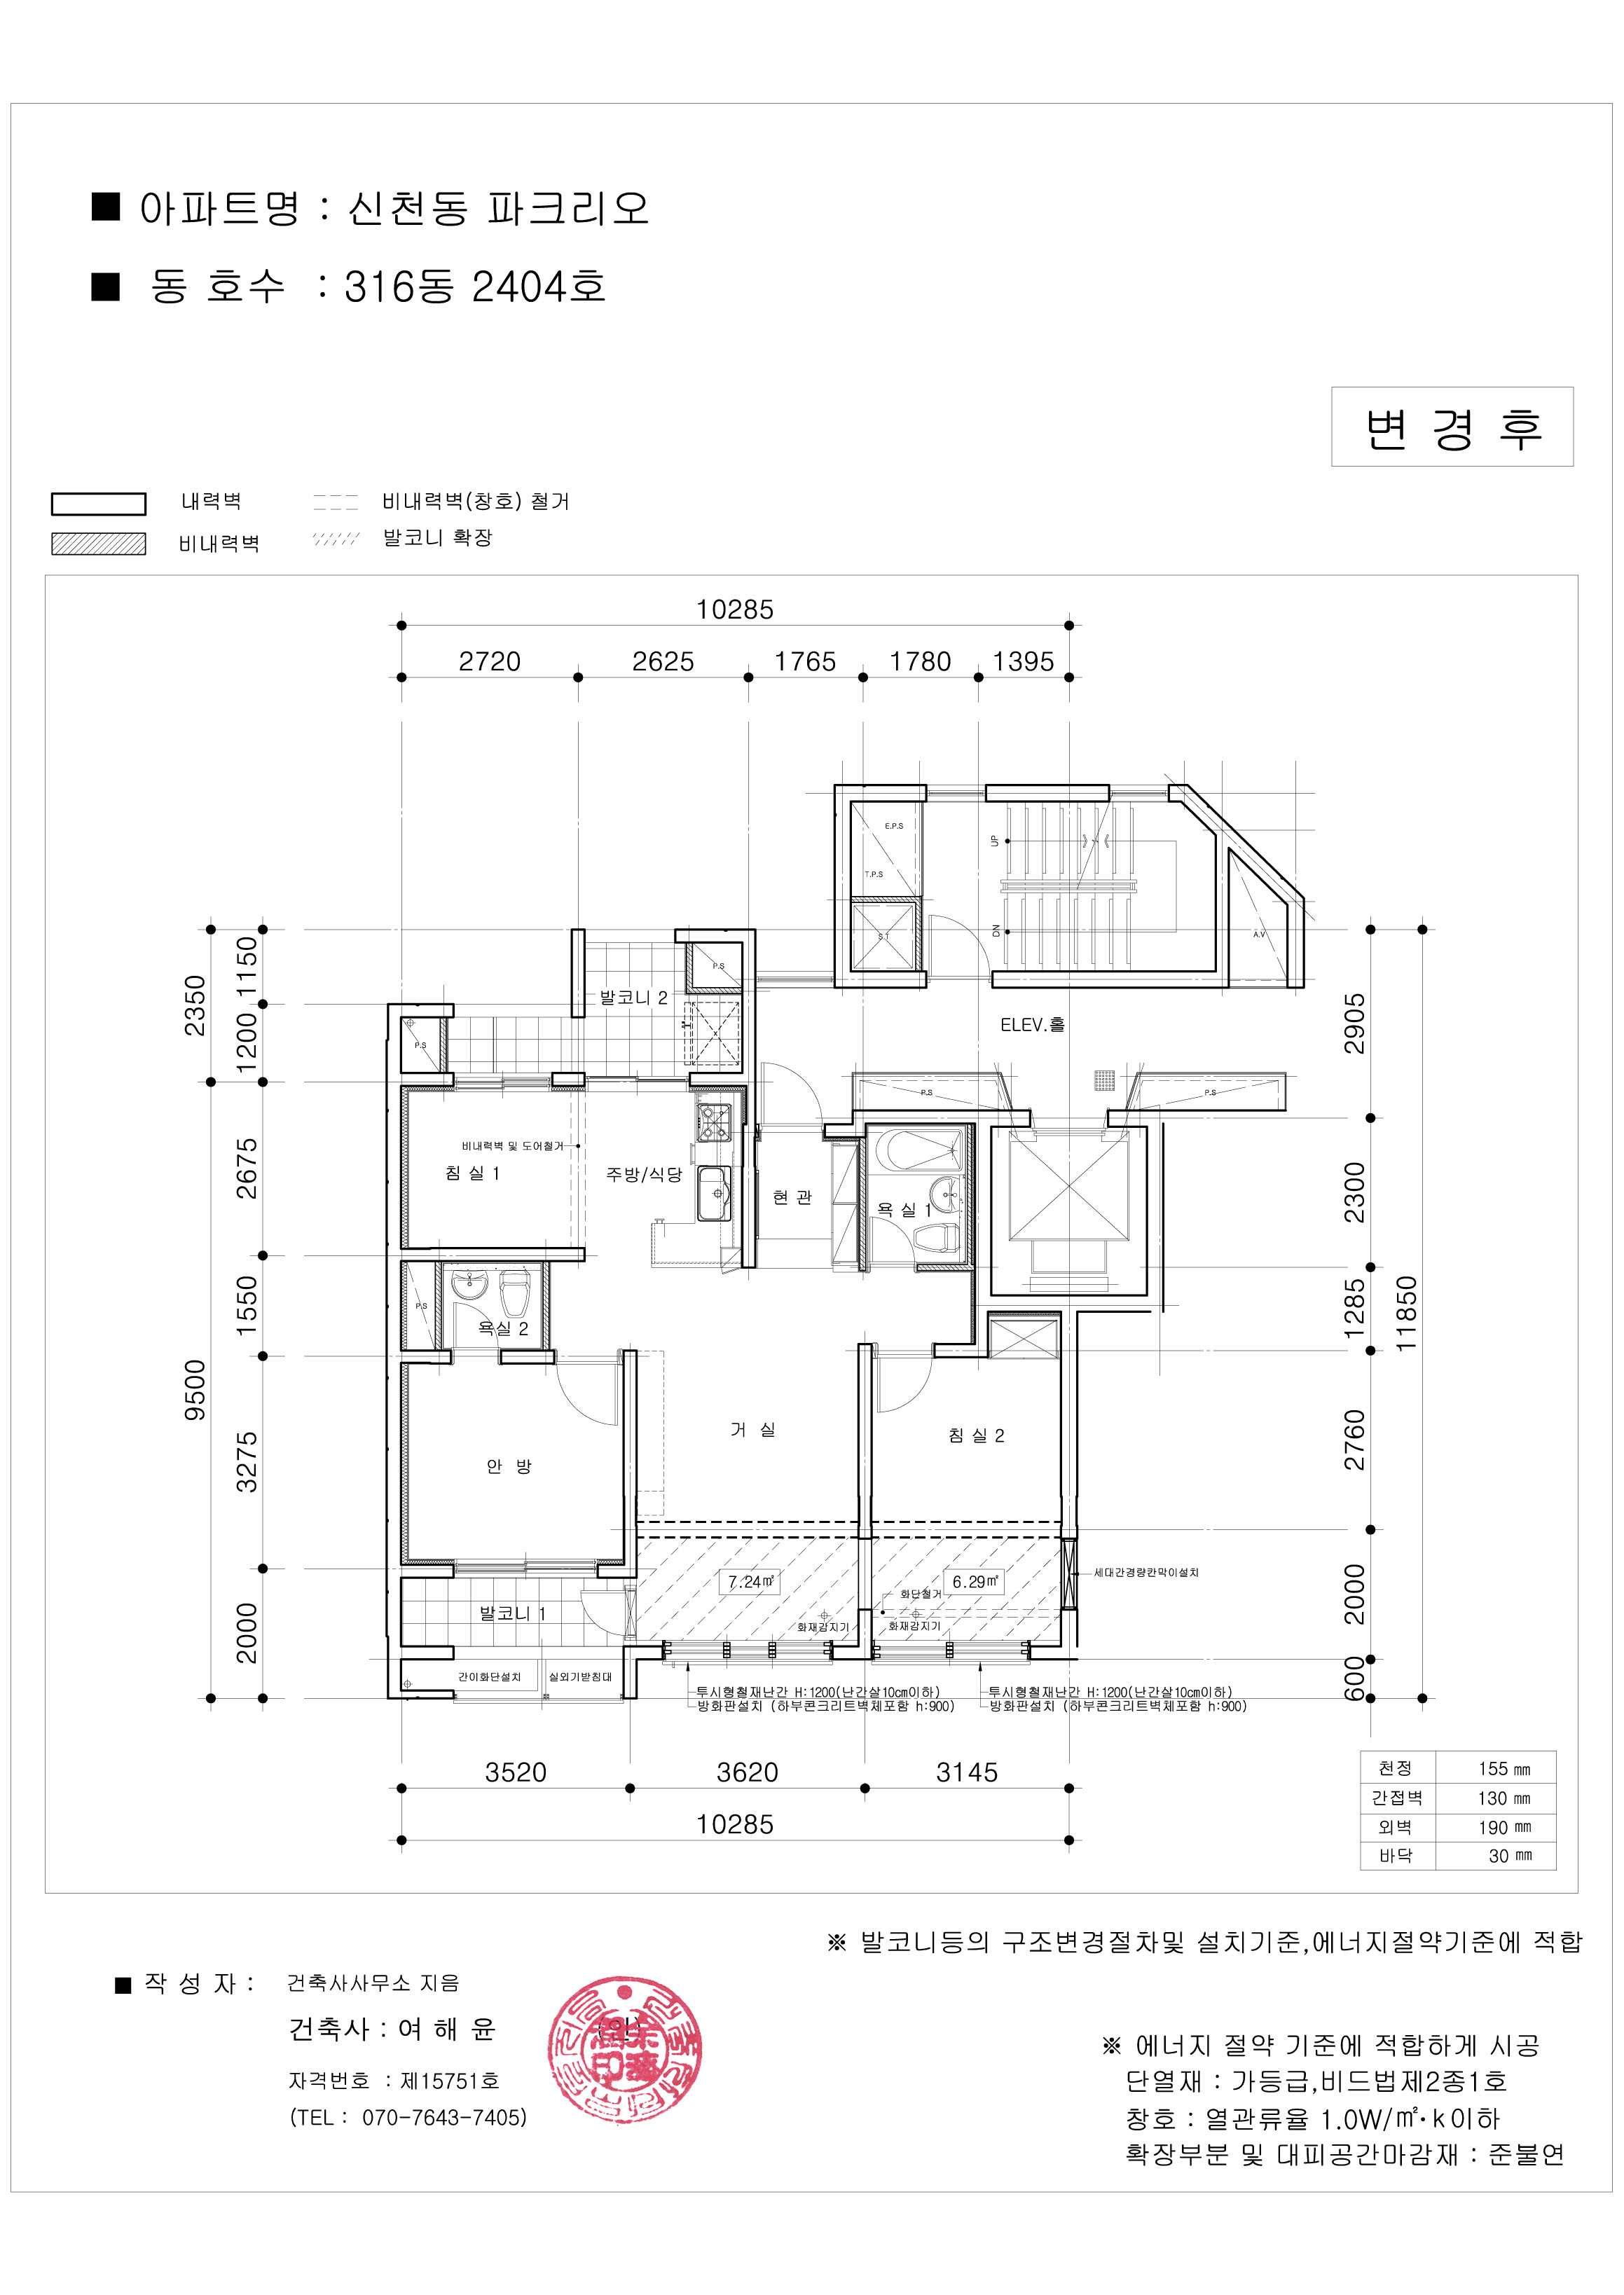 ■ 아파트명 : 신천동 파크리오
■ 동 호수 : 316동 2404호
변 경 후
내력벽
비내력벽(창호) 철거
비내력벽
발코니 확장
10285
2720 2625 1765 1780 1395
E.P.S
T.P.S
S.T
UP
DN
A.V
P.S
발코니 2
P.S
ELEV.홀
P.S
P.S
2350
1150
1200
2675
1550
9500
3275
2000
2905
2300
1285
11850
2760
2000
600
비내력벽 및 도어철거
침 실 1
주방/식당
현 관
욕 실 1
P.S
욕실 2
거 실
침 실 2
안 방
7.24㎡
6.29㎡
세대간경량칸막이설치
화단철거
발코니 1
화재감지기
화재감지기
간이화단설치
실외기받침대
투시형철재난간 H:1200(난간살10cm이하)
방화판설치 (하부콘크리트벽체포함 h:900)
투시형철재난간 H:1200(난간살10cm이하)
방화판설치 (하부콘크리트벽체포함 h:900)
3520 3620 3145
10285
천정 155 ㎜
간접벽 130 ㎜
외벽 190 ㎜
바닥 30 ㎜
※ 발코니등의 구조변경절차및 설치기준,에너지절약기준에 적합
■ 작 성 자 : 건축사사무소 지음
건축사 : 여 해 윤 (인)
자격번호 : 제15751호
(TEL : 070-7643-7405)
※ 에너지 절약 기준에 적합하게 시공
단열재 : 가등급,비드법제2종1호
창호 : 열관류율 1.0W/㎡·k이하
확장부분 및 대피공간마감재 : 준불연